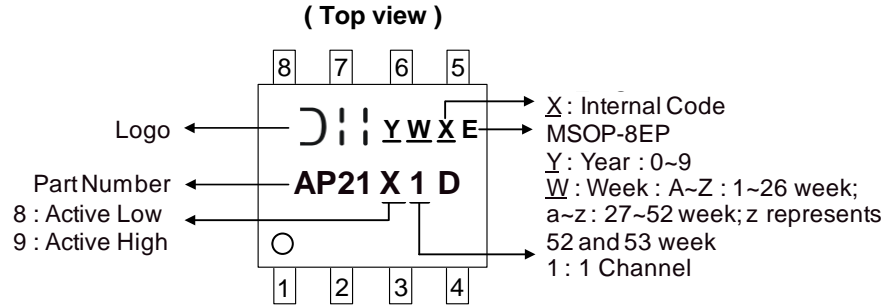 ( Top view )
8 7 6 5
Logo
Y W X E
Part Number
AP21 X 1 D
8 : Active Low
9 : Active High
X : Internal Code
MSOP-8EP
Y : Year : 0~9
W : Week : A~Z : 1~26 week;
a~z : 27~52 week; z represents
52 and 53 week
1 : 1 Channel
1 2 3 4